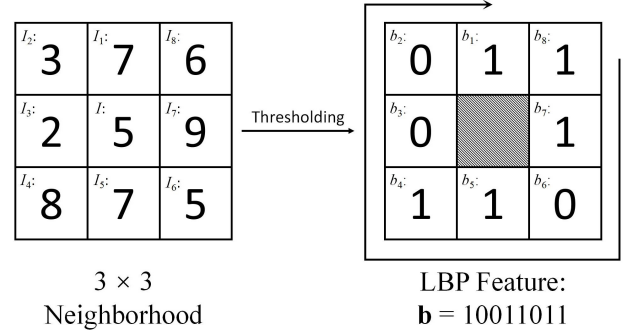 I₂: 3 I₁: 7 I₈: 6
I₃: 2 I: 5 I₇: 9
I₄: 8 I₅: 7 I₆: 5
Thresholding
b₂: 0 b₁: 1 b₈: 1
b₃: 0 b₇: 1
b₄: 1 b₅: 1 b₆: 0
3 × 3
Neighborhood
LBP Feature:
b = 10011011